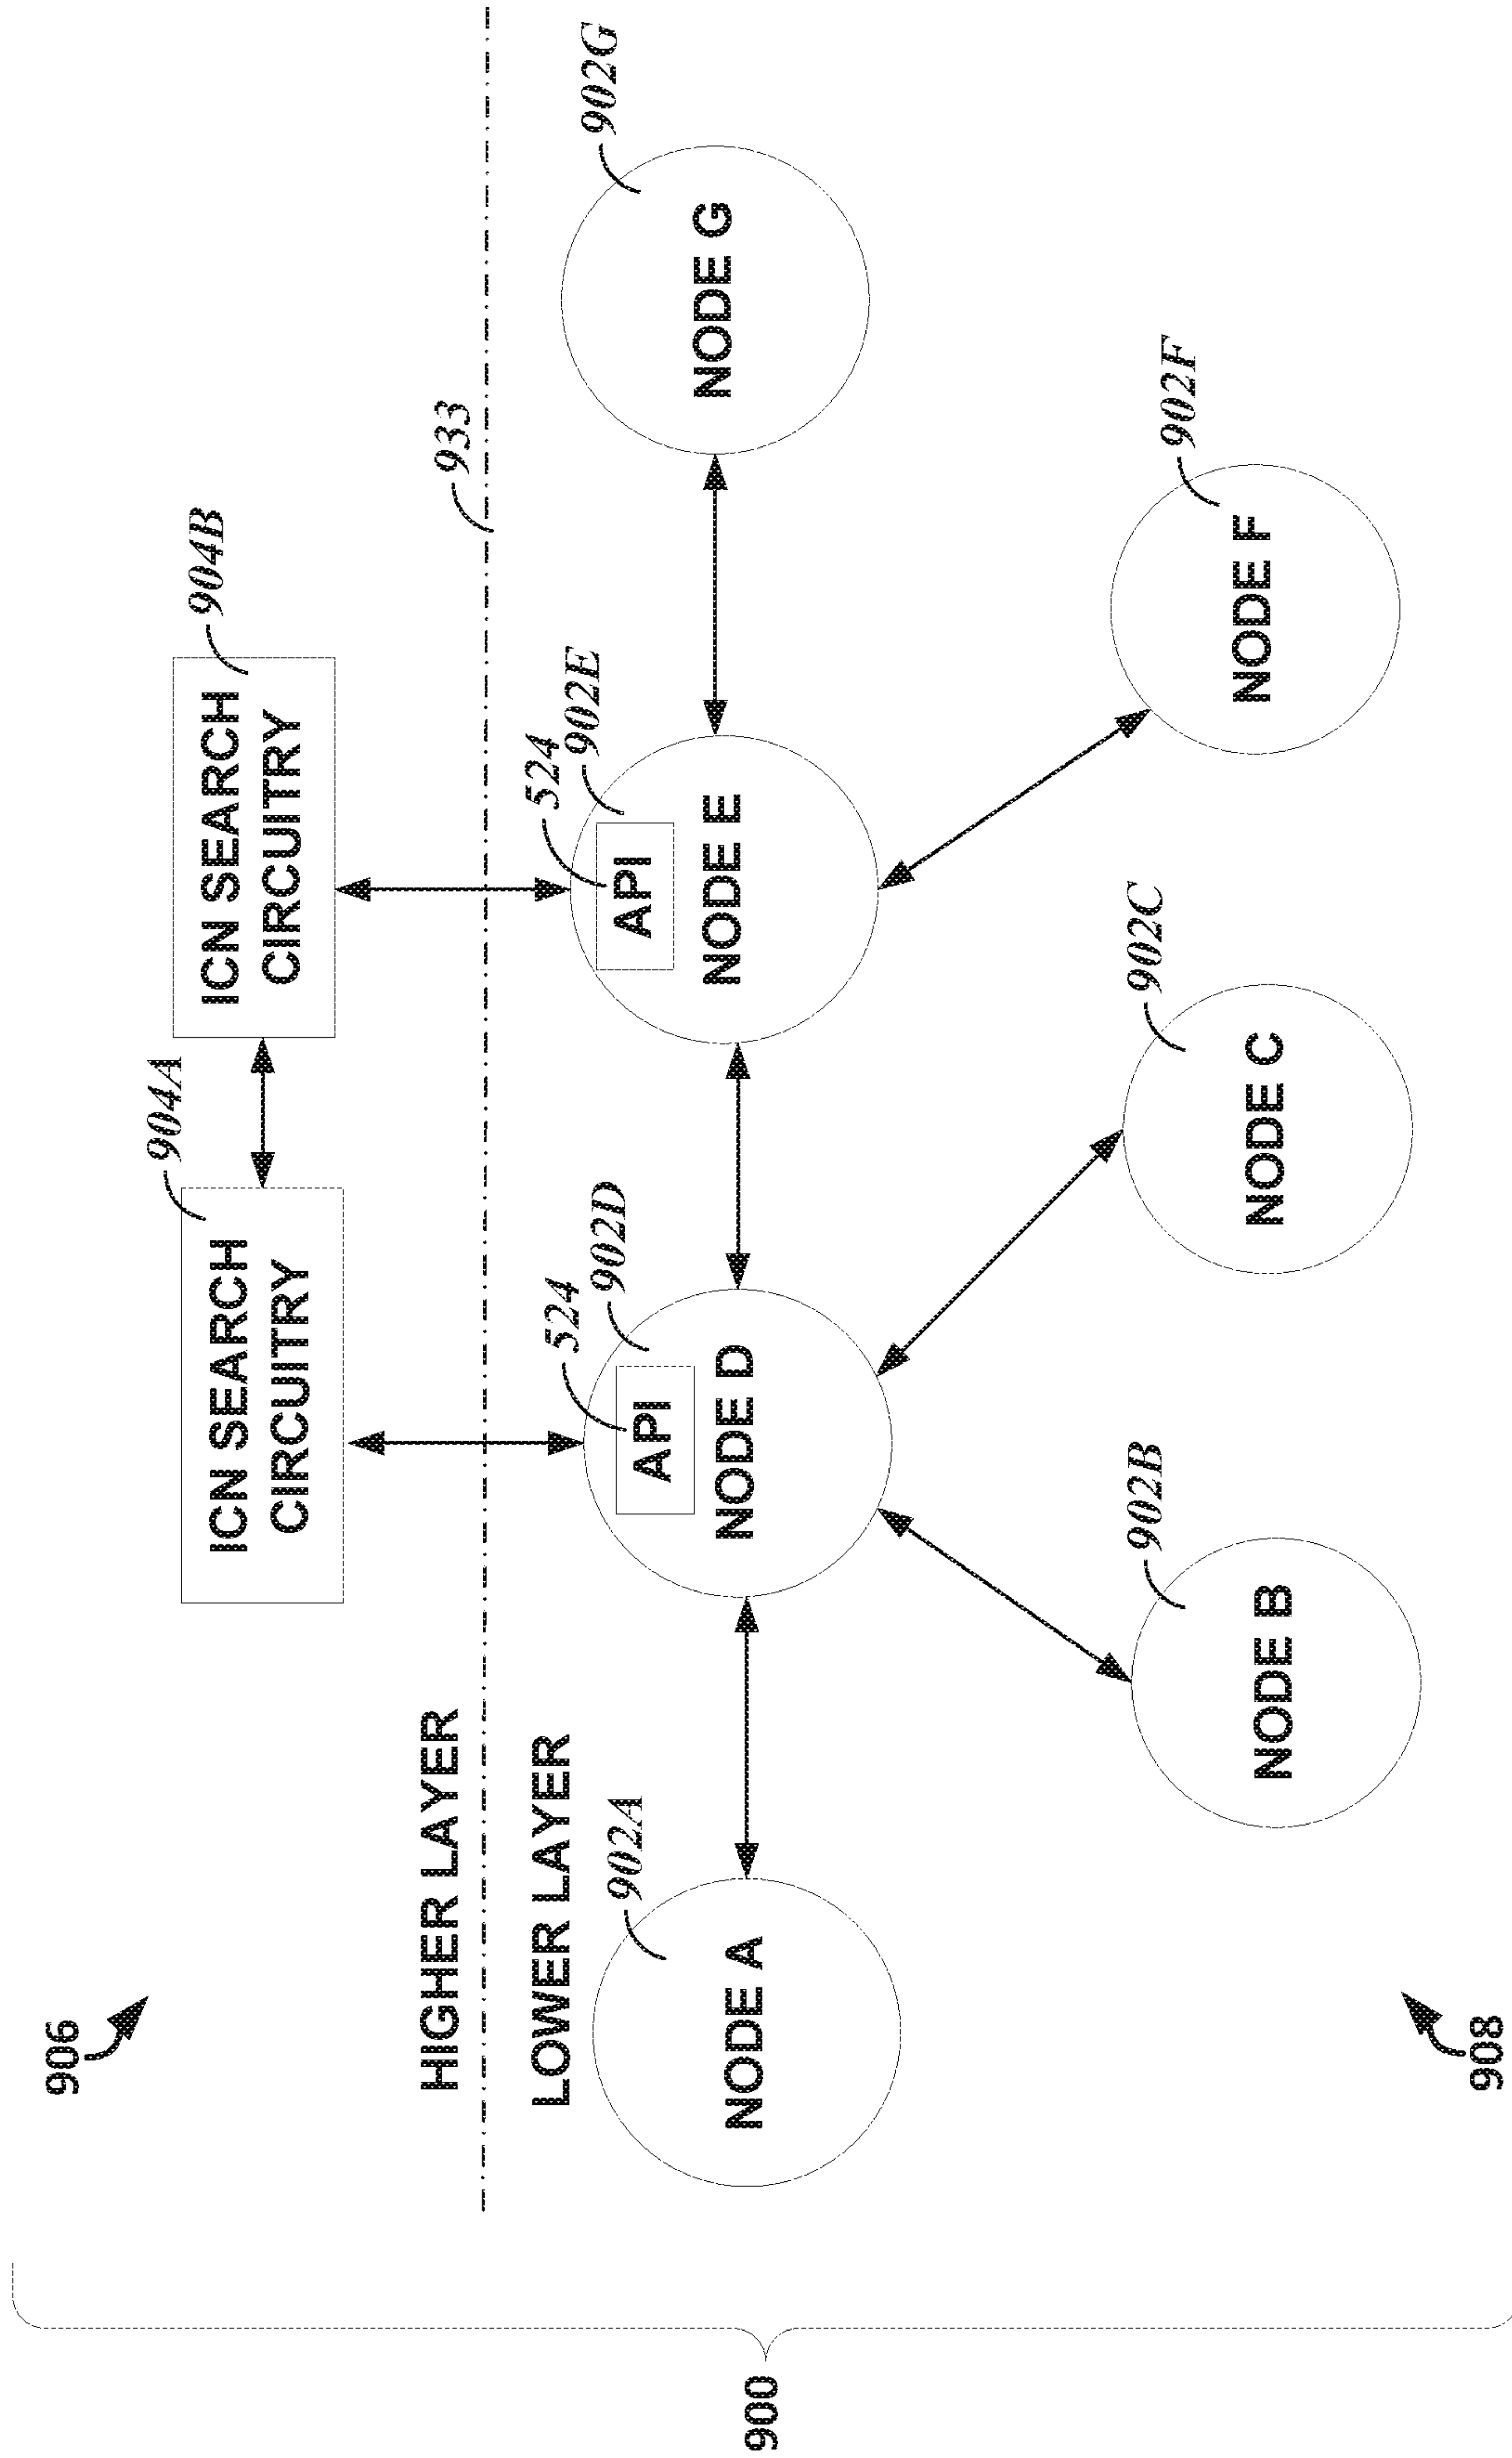 906
904A
904B
ICN SEARCH
CIRCUITRY
ICN SEARCH
CIRCUITRY
933
HIGHER LAYER
LOWER LAYER
902A
NODE A
524
902D
API
NODE D
524
902E
API
NODE E
902G
NODE G
902B
NODE B
902C
NODE C
902F
NODE F
908
900